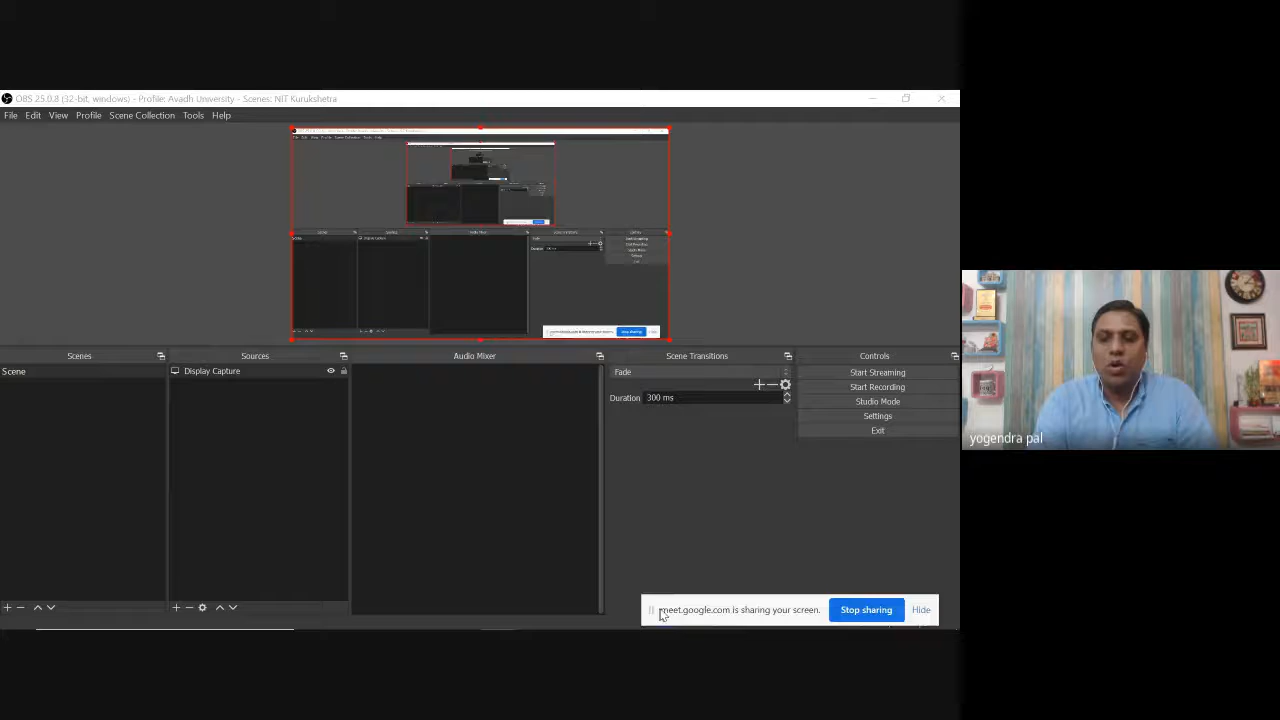 OBS 25.0.8 (32-bit, windows) - Profile: Avadh University - Scenes: NIT Kurukshetra
File Edit View Profile Scene Collection Tools Help
Scenes
Sources
Audio Mixer
Scene Transitions
Controls
Scene
Display Capture
Fade
Duration 300 ms
Start Streaming
Start Recording
Studio Mode
Settings
Exit
yogendra pal
meet.google.com is sharing your screen.
Stop sharing
Hide